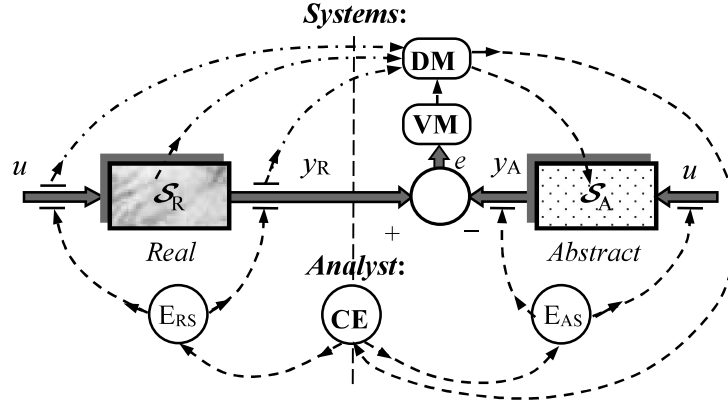 Systems:
DM
VM
u
y_R
e
y_A
u
S_R
S_A
+
−
Real
Abstract
Analyst:
E_RS
CE
E_AS